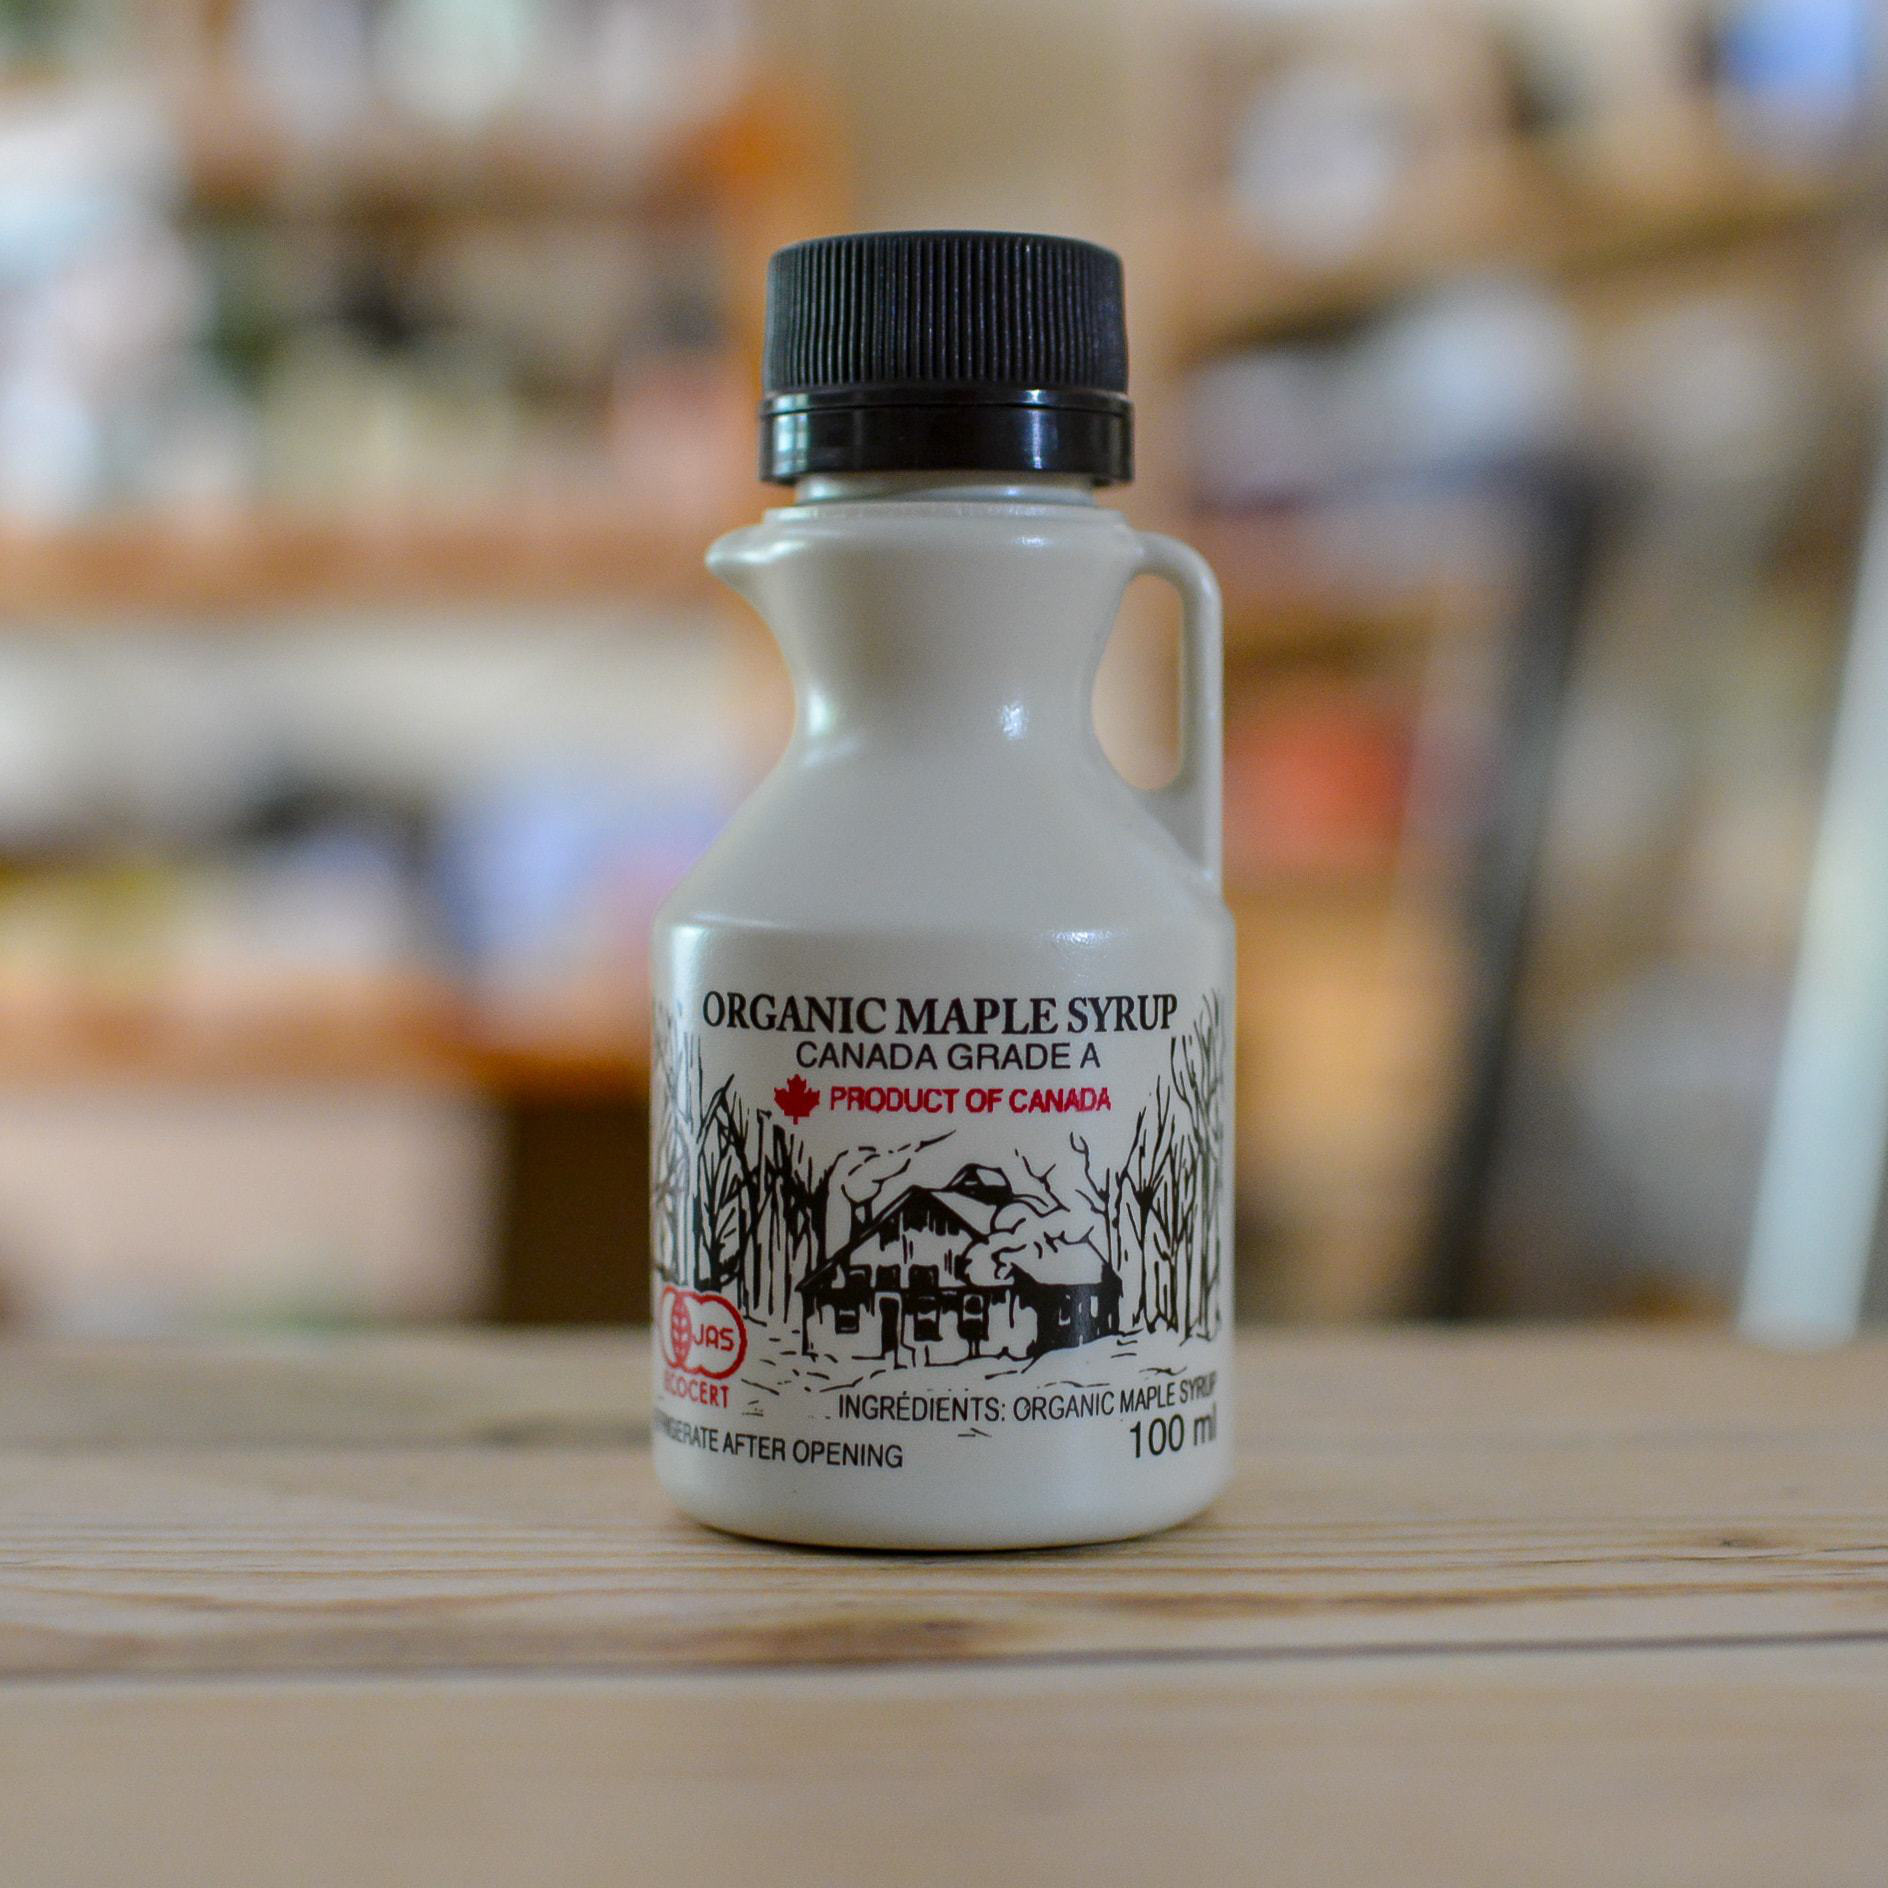 ORGANIC MAPLE SYRUP
CANADA GRADE A
PRODUCT OF CANADA
JAS
ECOCERT
INGRÉDIENTS: ORGANIC MAPLE SYRUP
100 ml
AFTER OPENING